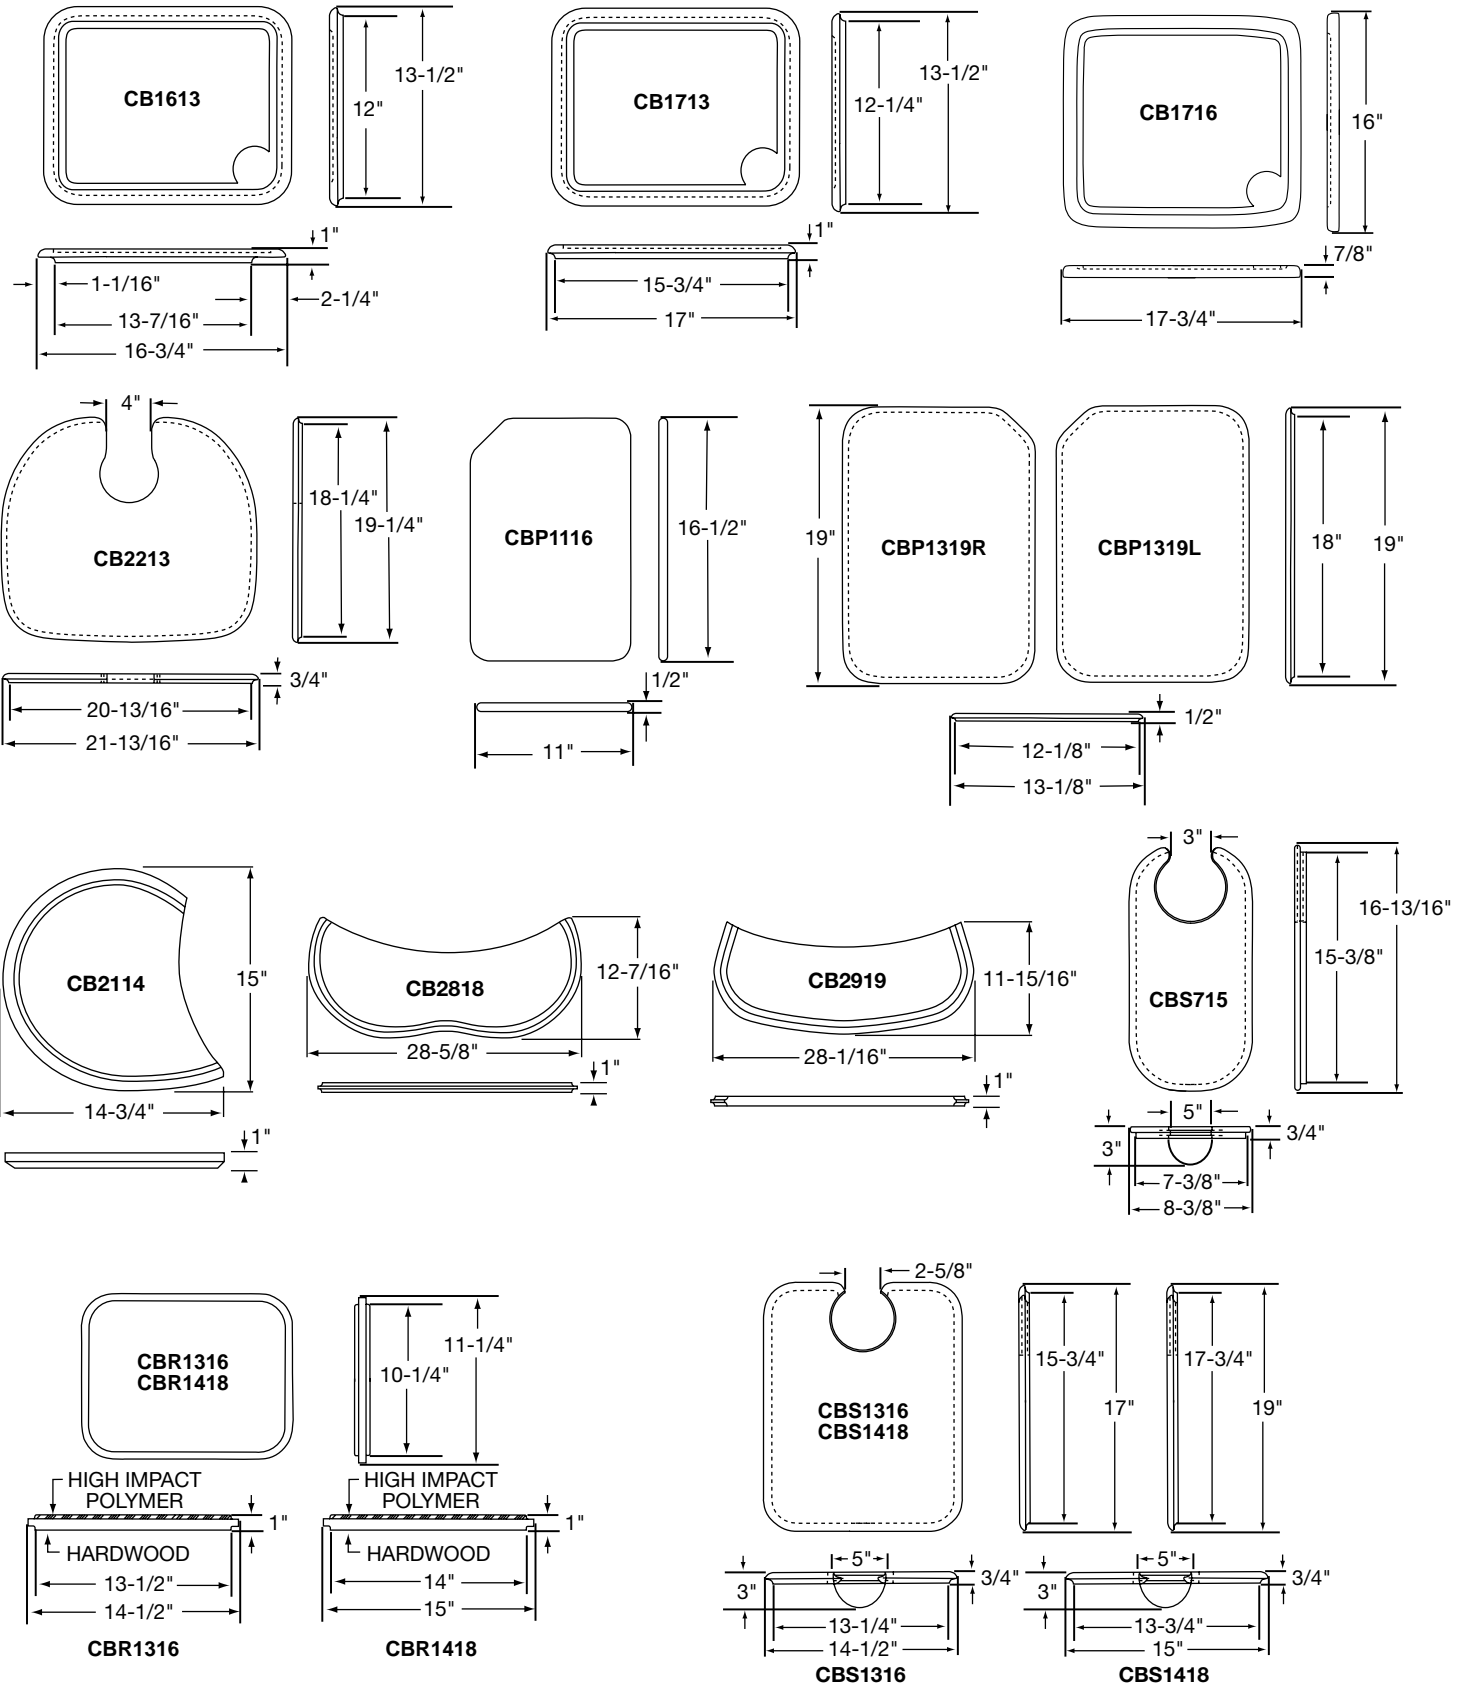 CB1613
12"
13-1/2"
1"
1-1/16"
2-1/4"
13-7/16"
16-3/4"
CB1713
12-1/4"
13-1/2"
1"
15-3/4"
17"
CB1716
16"
7/8"
17-3/4"
4"
CB2213
18-1/4"
19-1/4"
3/4"
20-13/16"
21-13/16"
CBP1116
16-1/2"
1/2"
11"
19"
CBP1319R
CBP1319L
18"
19"
1/2"
12-1/8"
13-1/8"
CB2114
15"
14-3/4"
1"
CB2818
12-7/16"
28-5/8"
1"
CB2919
11-15/16"
28-1/16"
1"
3"
CBS715
16-13/16"
15-3/8"
5"
3"
3/4"
7-3/8"
8-3/8"
CBR1316
CBR1418
11-1/4"
10-1/4"
HIGH IMPACT
POLYMER
1"
HARDWOOD
13-1/2"
14-1/2"
CBR1316
HIGH IMPACT
POLYMER
1"
HARDWOOD
14"
15"
CBR1418
2-5/8"
CBS1316
CBS1418
15-3/4"
17"
17-3/4"
19"
5"
3"
3/4"
13-1/4"
14-1/2"
CBS1316
5"
3"
3/4"
13-3/4"
15"
CBS1418